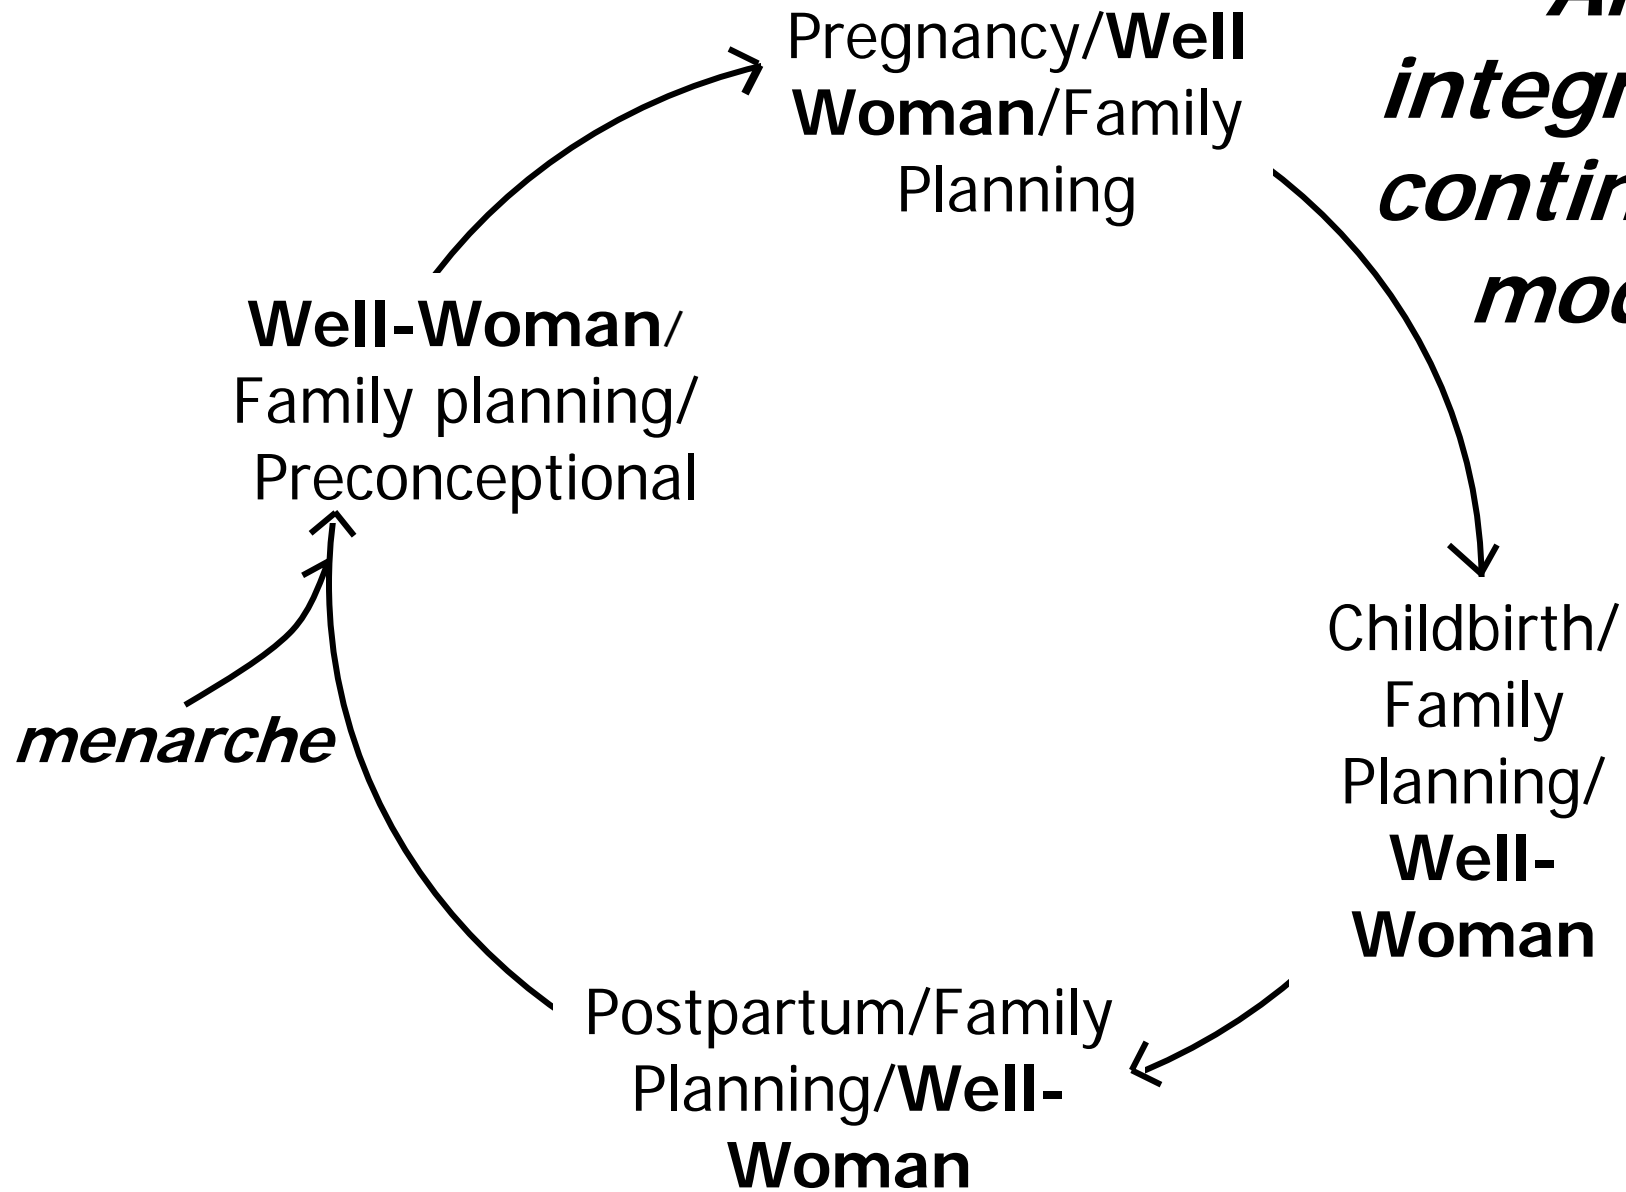 Pregnancy/Well
Woman/Family
Planning
Well-Woman/
Family planning/
Preconceptional
menarche
Childbirth/
Family
Planning/
Well-
Woman
Postpartum/Family
Planning/Well-
Woman